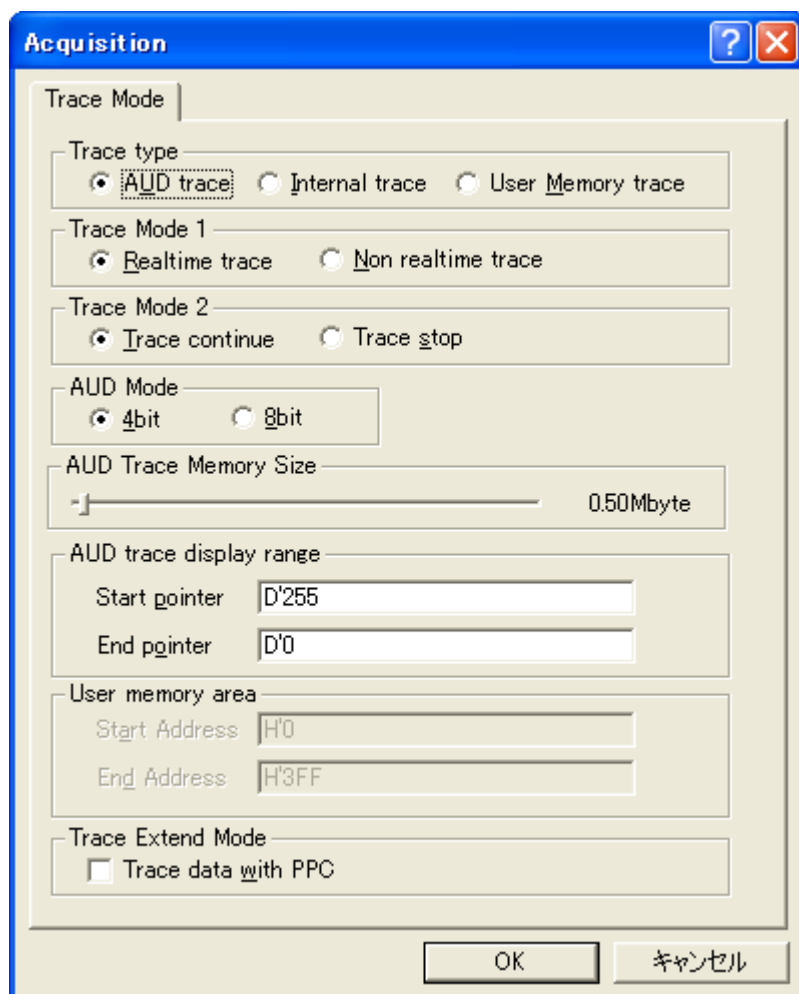 Acquisition
Trace Mode
Trace type
AUD trace Internal trace User Memory trace
Trace Mode 1
Realtime trace Non realtime trace
Trace Mode 2
Trace continue Trace stop
AUD Mode
4bit 8bit
AUD Trace Memory Size
0.50Mbyte
AUD trace display range
Start pointer D'255
End pointer D'0
User memory area
Start Address H'0
End Address H'3FF
Trace Extend Mode
Trace data with PPC
OK キャンセル